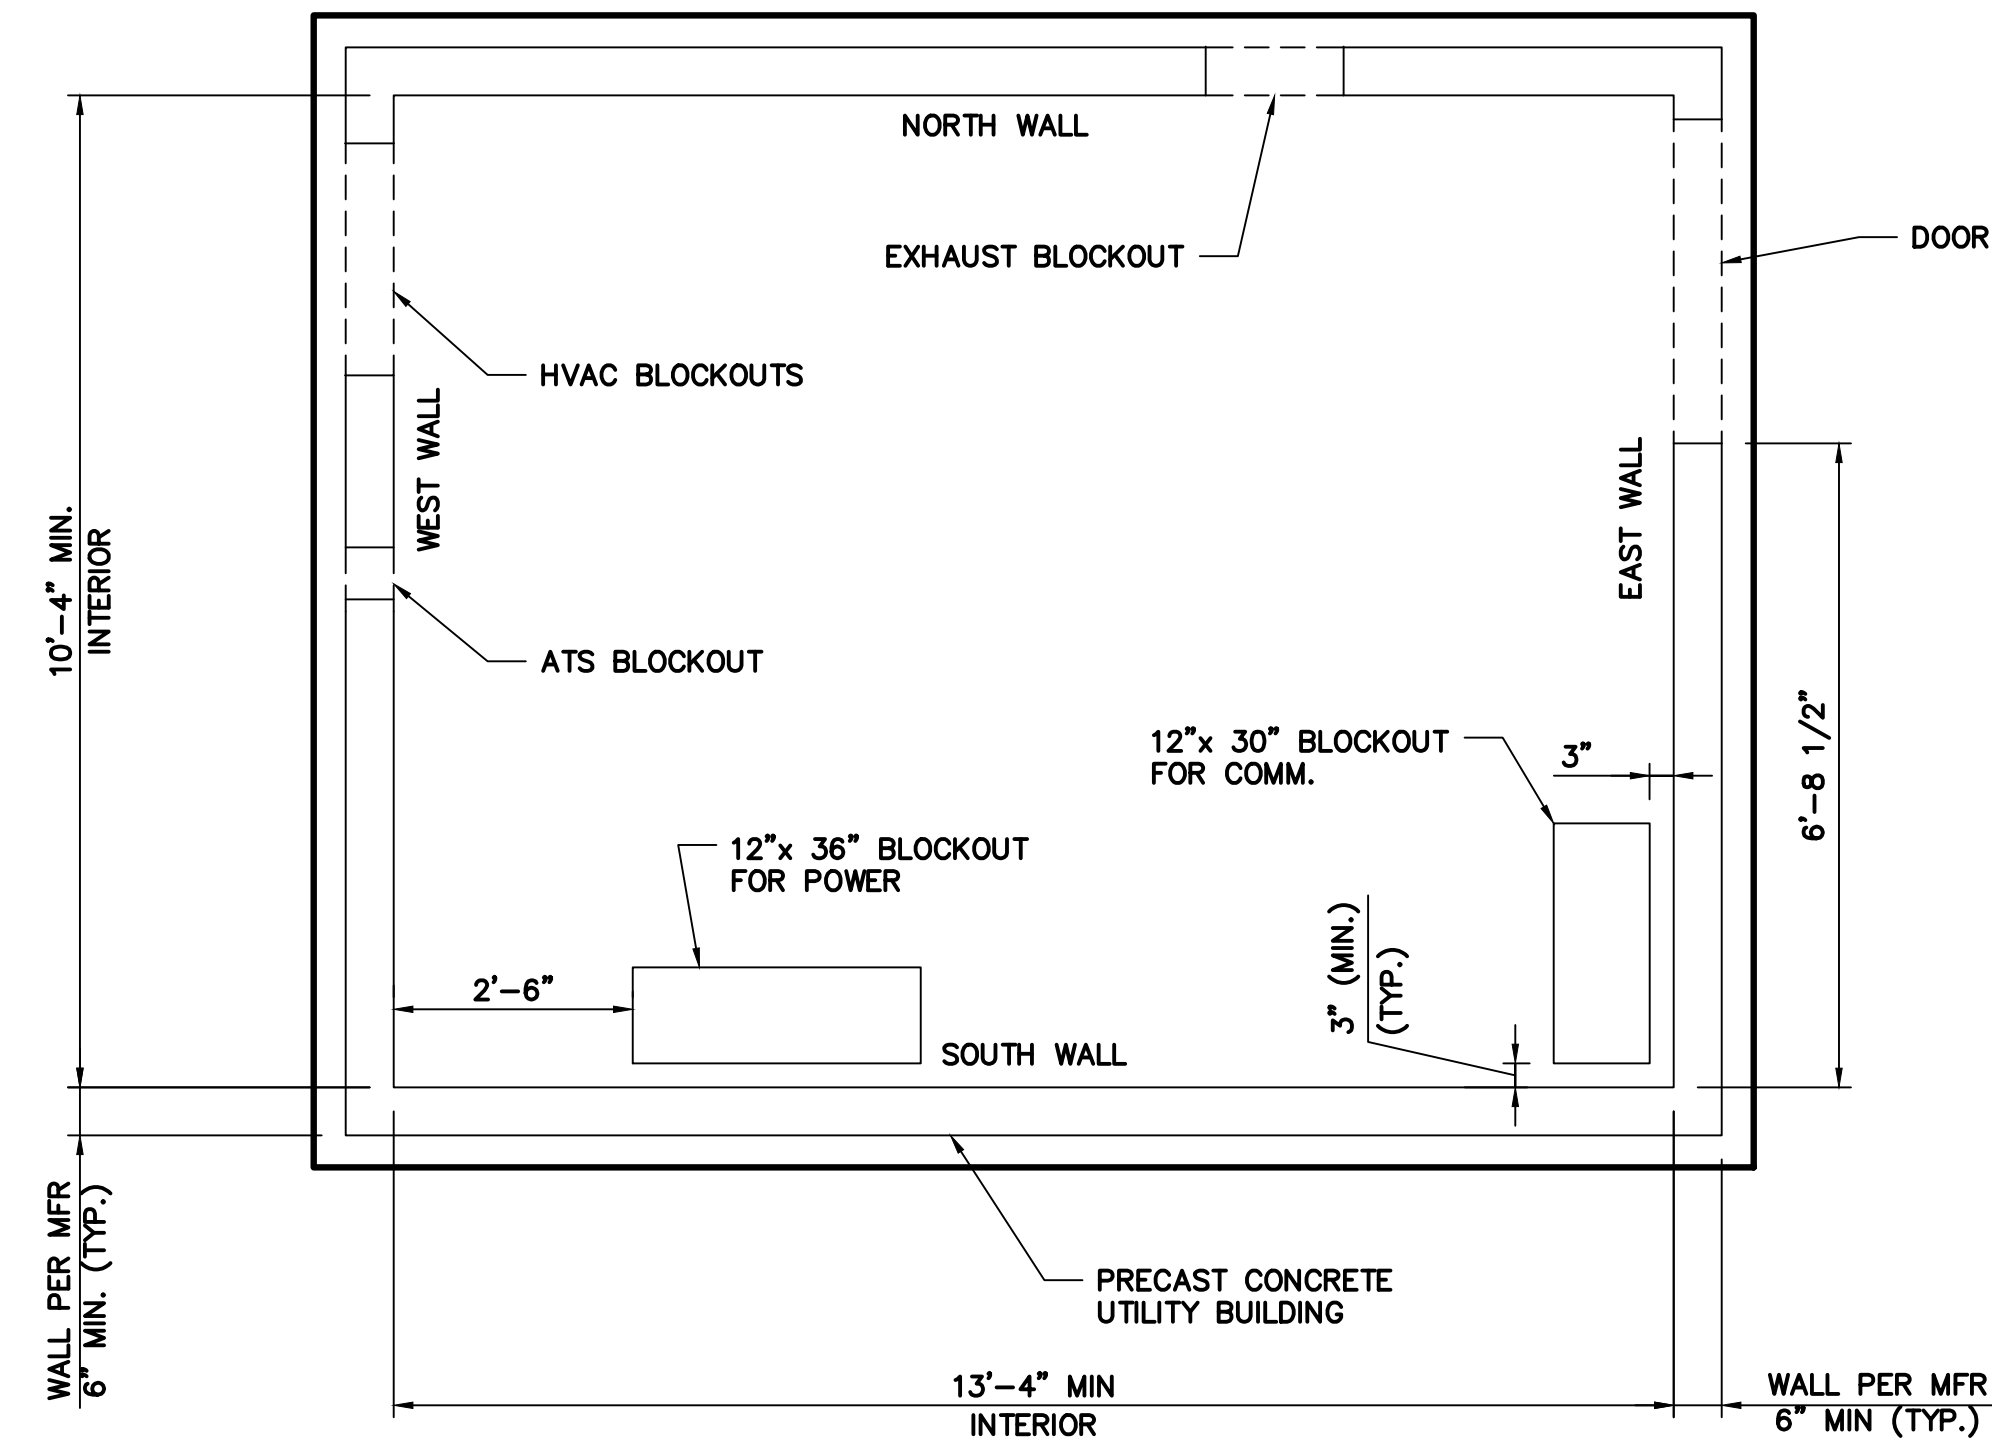 NORTH WALL
EXHAUST BLOCKOUT
DOOR
HVAC BLOCKOUTS
WEST WALL
EAST WALL
10'-4" MIN.
INTERIOR
ATS BLOCKOUT
12"x 30" BLOCKOUT
FOR COMM.
3"
6'-8 1/2"
12"x 36" BLOCKOUT
FOR POWER
3" (MIN.)
(TYP.)
2'-6"
SOUTH WALL
WALL PER MFR
6" MIN. (TYP.)
PRECAST CONCRETE
UTILITY BUILDING
13'-4" MIN
INTERIOR
WALL PER MFR
6" MIN (TYP.)